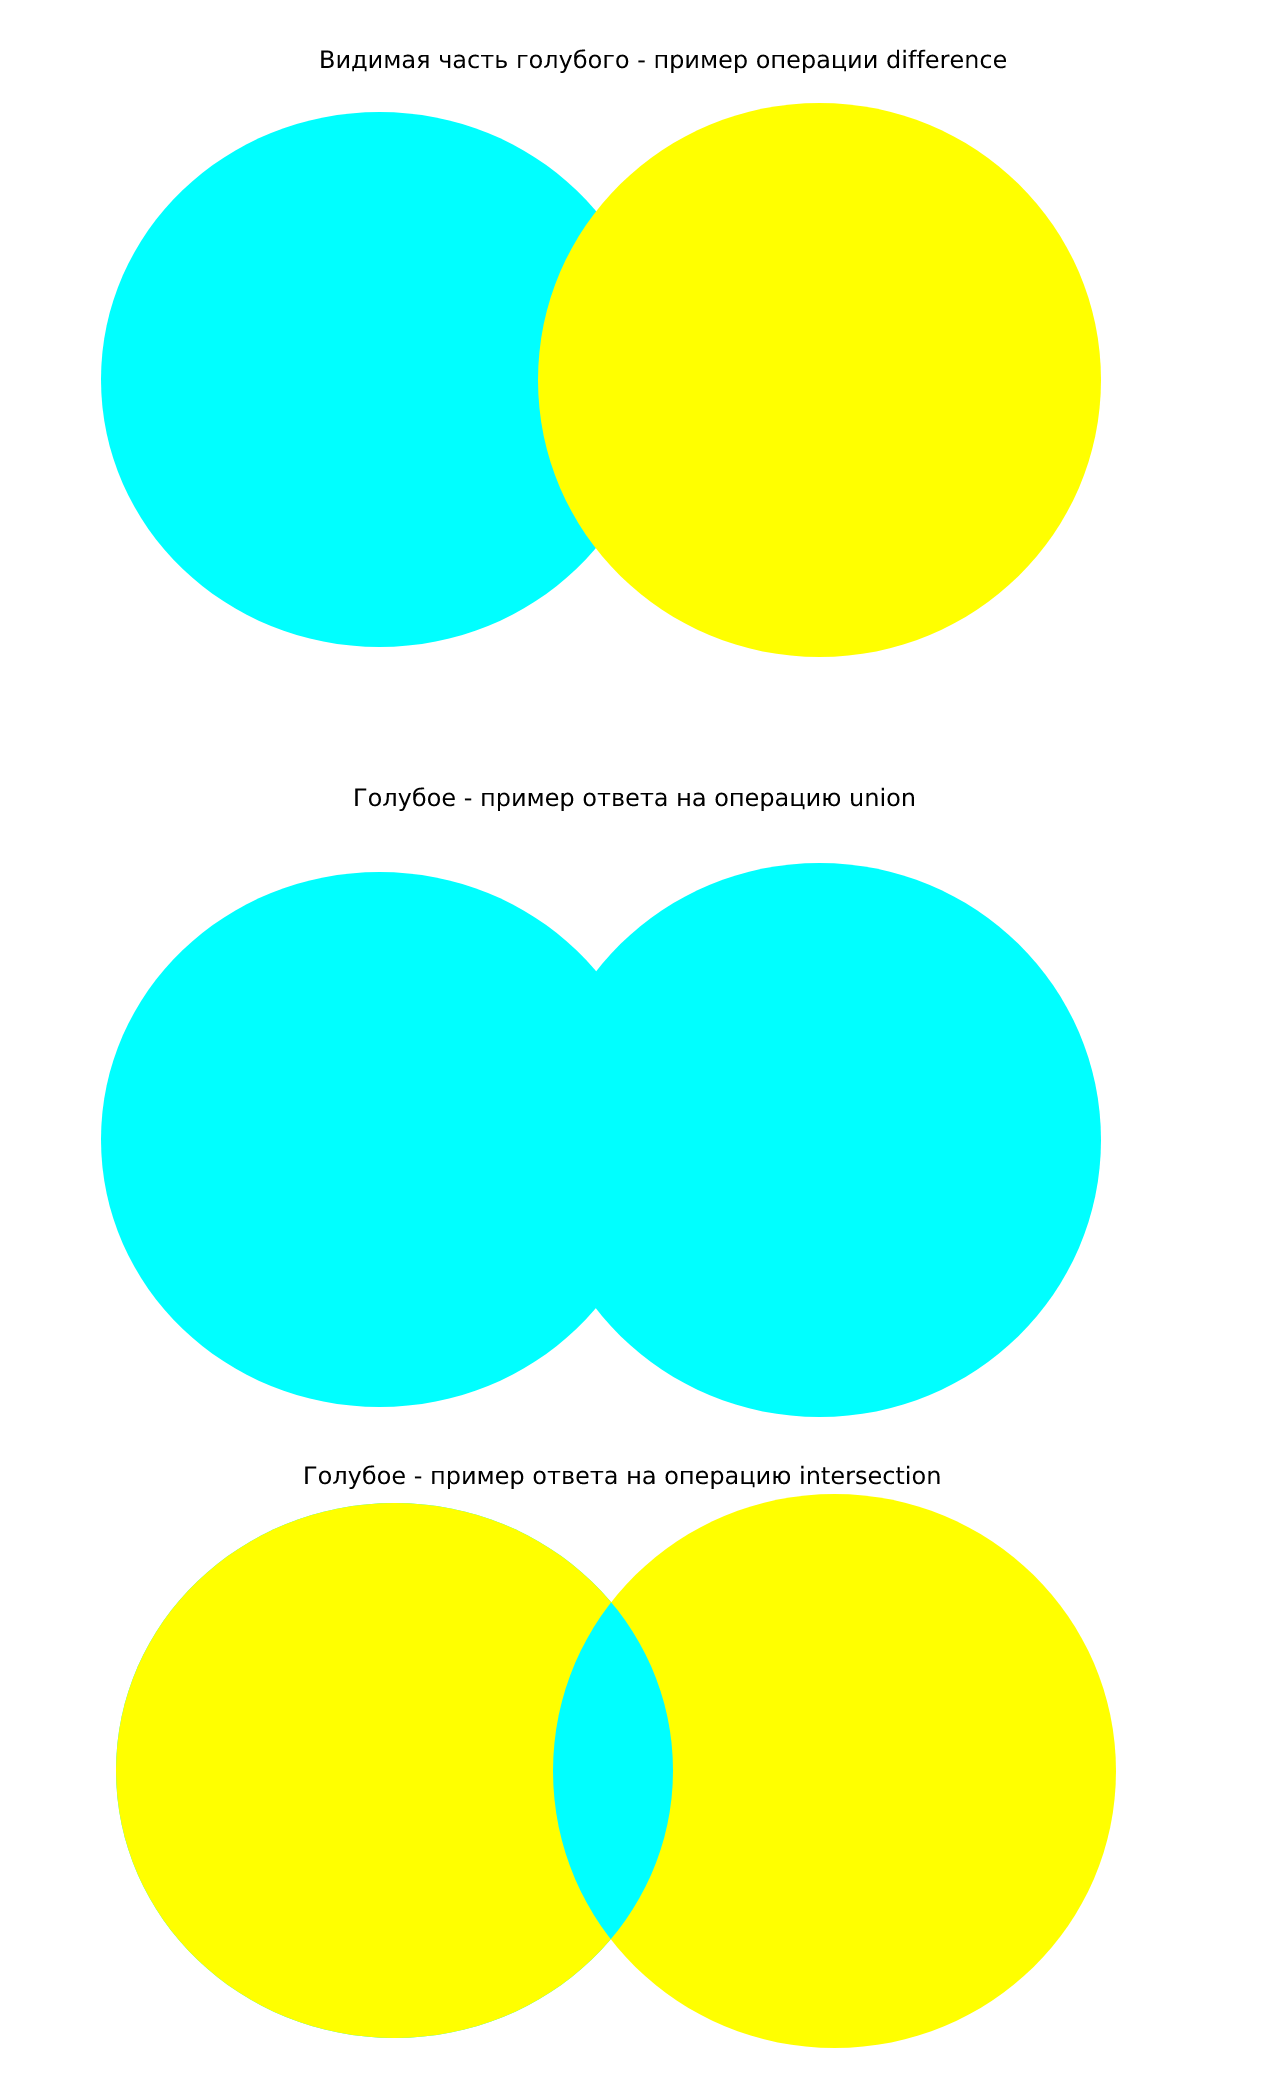 Видимая часть голубого - пример операции difference
Голубое - пример ответа на операцию union
Голубое - пример ответа на операцию intersection